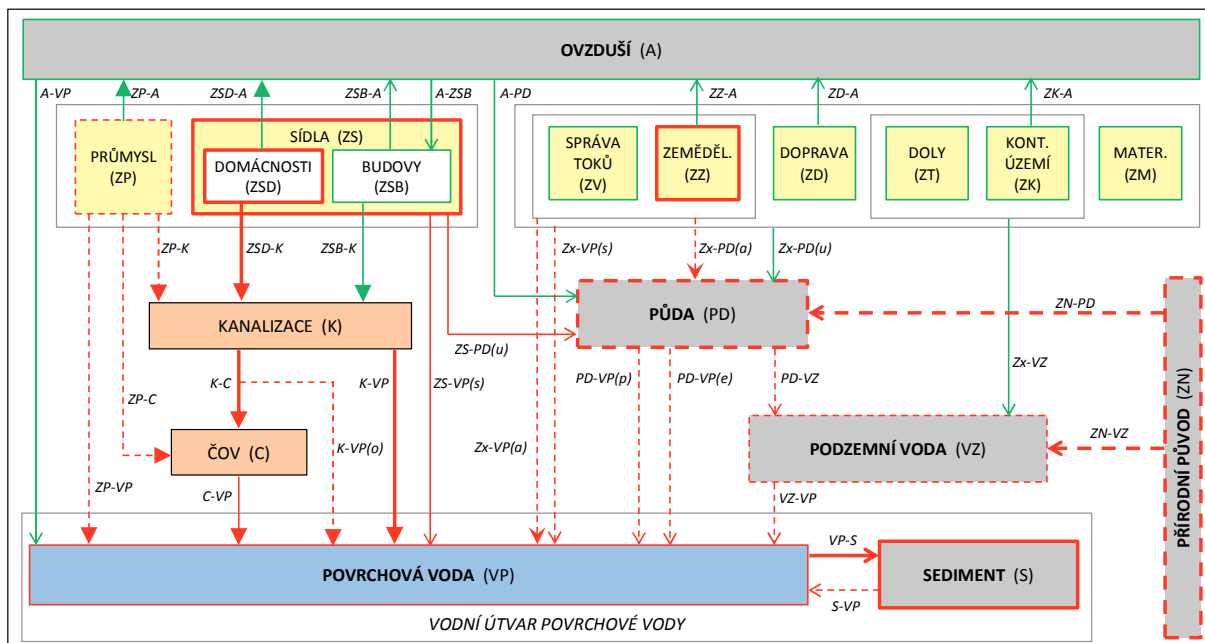 OVZDUŠÍ (A)
A-VP
ZP-A
ZSD-A
ZSB-A
A-ZSB
A-PD
ZZ-A
ZD-A
ZK-A
PRŮMYSL
(ZP)
SÍDLA (ZS)
DOMÁCNOSTI
(ZSD)
BUDOVY
(ZSB)
SPRÁVA
TOKŮ
(ZV)
ZEMĚDĚL.
(ZZ)
DOPRAVA
(ZD)
DOLY
(ZT)
KONT.
ÚZEMÍ
(ZK)
MATER.
(ZM)
ZP-K
ZSD-K
ZSB-K
Zx-VP(s)
Zx-PD(a)
Zx-PD(u)
KANALIZACE (K)
PŮDA (PD)
ZN-PD
ZS-PD(u)
Zx-VZ
ZP-C
K-C
K-VP
ZS-VP(s)
PD-VP(p)
PD-VP(e)
PD-VZ
ČOV (C)
K-VP(o)
Zx-VP(a)
PODZEMNÍ VODA (VZ)
ZN-VZ
PŘÍRODNÍ PŮVOD (ZN)
ZP-VP
C-VP
VZ-VP
POVRCHOVÁ VODA (VP)
VP-S
SEDIMENT (S)
S-VP
VODNÍ ÚTVAR POVRCHOVÉ VODY